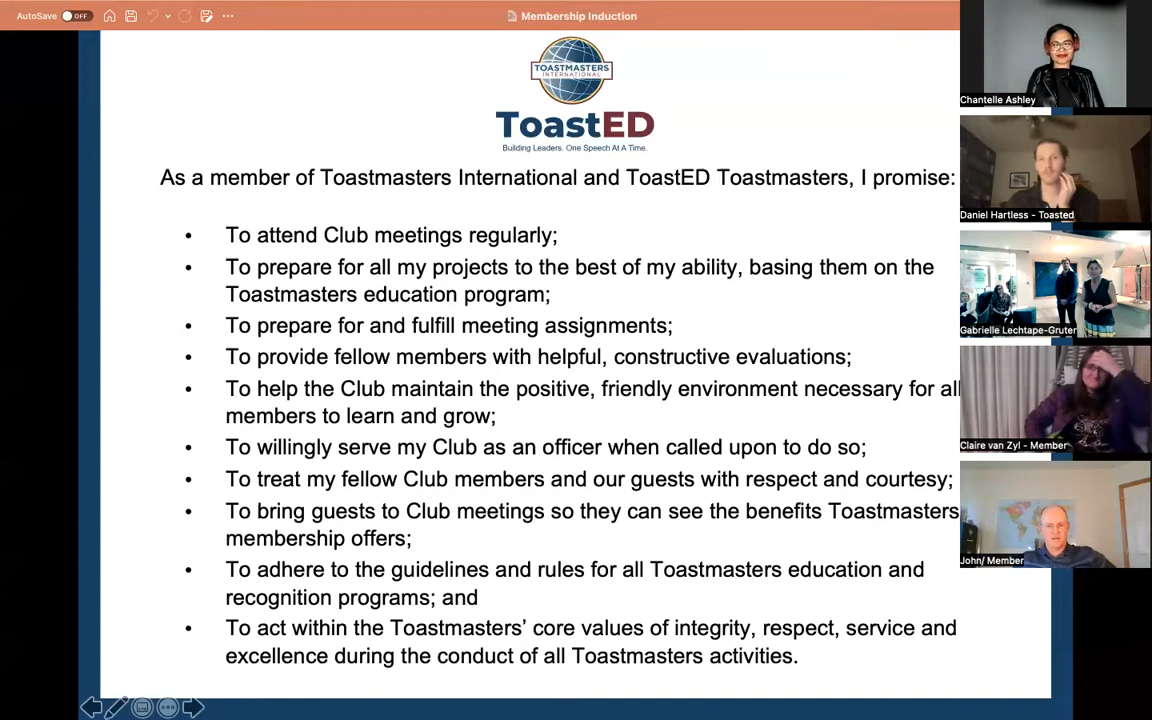 AutoSave OFF
Membership Induction
TOASTMASTERS
INTERNATIONAL
ToastED
Building Leaders. One Speech At A Time.
As a member of Toastmasters International and ToastED Toastmasters, I promise:
• To attend Club meetings regularly;
• To prepare for all my projects to the best of my ability, basing them on the
Toastmasters education program;
• To prepare for and fulfill meeting assignments;
• To provide fellow members with helpful, constructive evaluations;
• To help the Club maintain the positive, friendly environment necessary for all
members to learn and grow;
• To willingly serve my Club as an officer when called upon to do so;
• To treat my fellow Club members and our guests with respect and courtesy;
• To bring guests to Club meetings so they can see the benefits Toastmasters
membership offers;
• To adhere to the guidelines and rules for all Toastmasters education and
recognition programs; and
• To act within the Toastmasters’ core values of integrity, respect, service and
excellence during the conduct of all Toastmasters activities.
Chantelle Ashley
Daniel Hartless - Toasted
Gabrielle Lechtape-Gruter
Claire van Zyl - Member
John/ Member